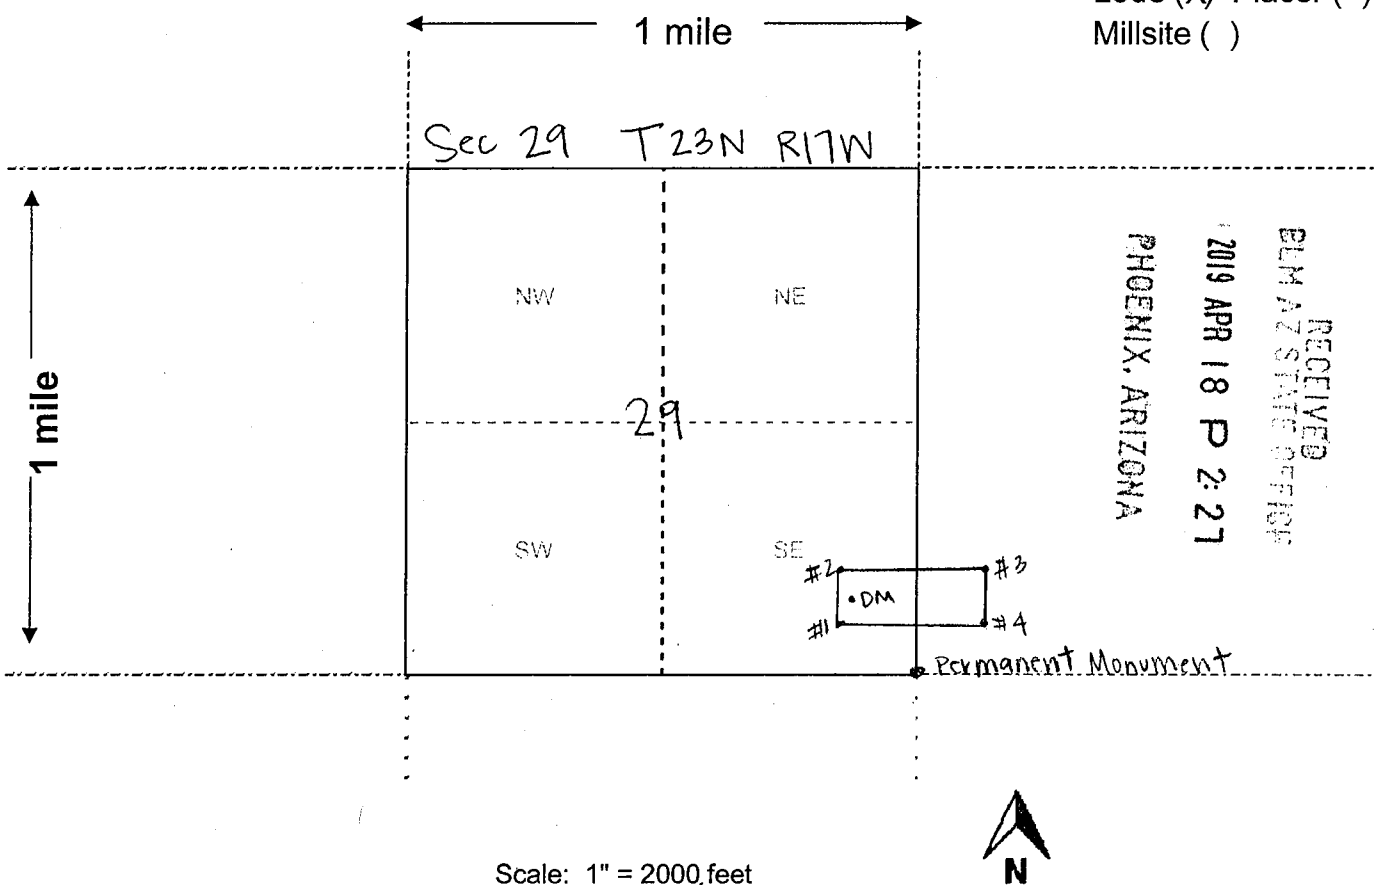 1 mile
Lode (X) Placer ( )
Millsite ( )
Sec 29 T23N R17W
1 mile
NW
NE
29
SW
SE
#2
#3
•DM
#1
#4
Permanent Monument
RECEIVED
BLM AZ STATE OFFICE
2019 APR 18 P 2:27
PHOENIX, ARIZONA
Scale: 1" = 2000 feet
N